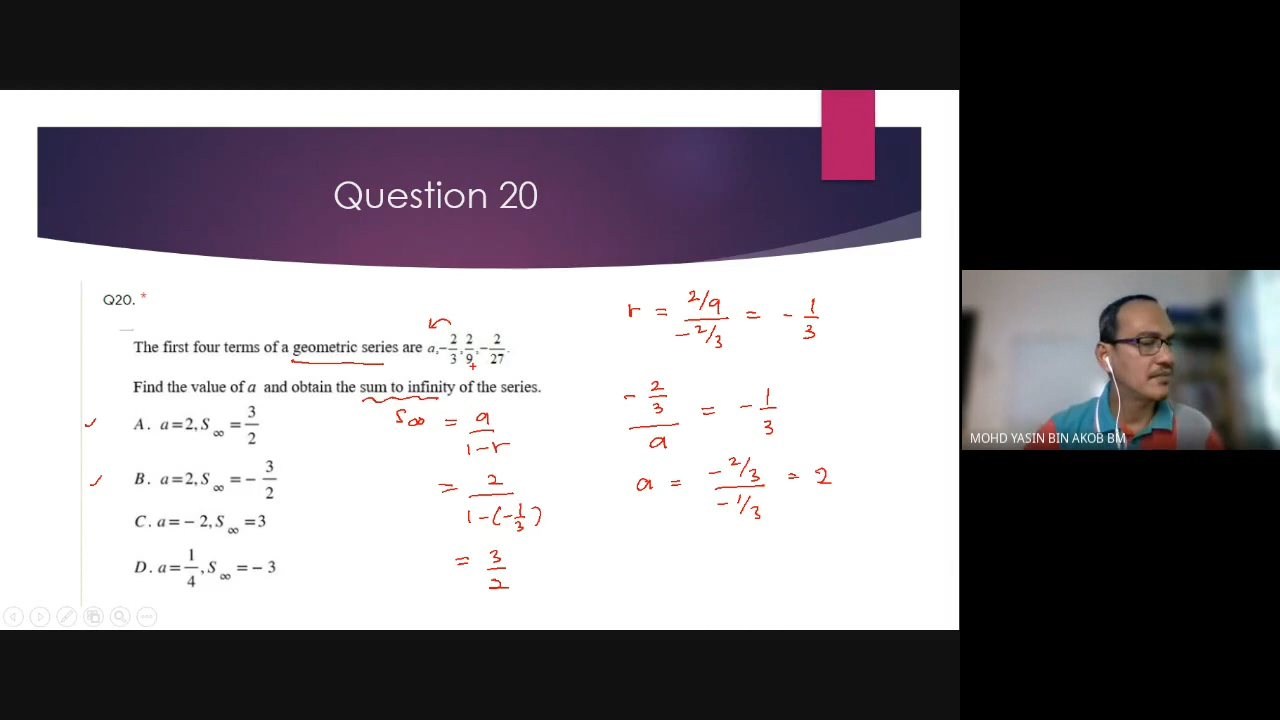 Question 20
Q20. *
The first four terms of a geometric series are a, -2/3, 2/9, -2/27.
+
Find the value of a and obtain the sum to infinity of the series.
✓ A. a=2, S∞ = 3/2
✓ B. a=2, S∞ = -3/2
C. a=-2, S∞ =3
D. a=1/4, S∞ =-3
S∞ = a/(1-r)
= 2/(1-(-1/3))
= 3/2
r = (2/9)/(-2/3) = -1/3
(-2/3)/a = -1/3
a = (-2/3)/(-1/3) = 2
MOHD YASIN BIN AKOB BM